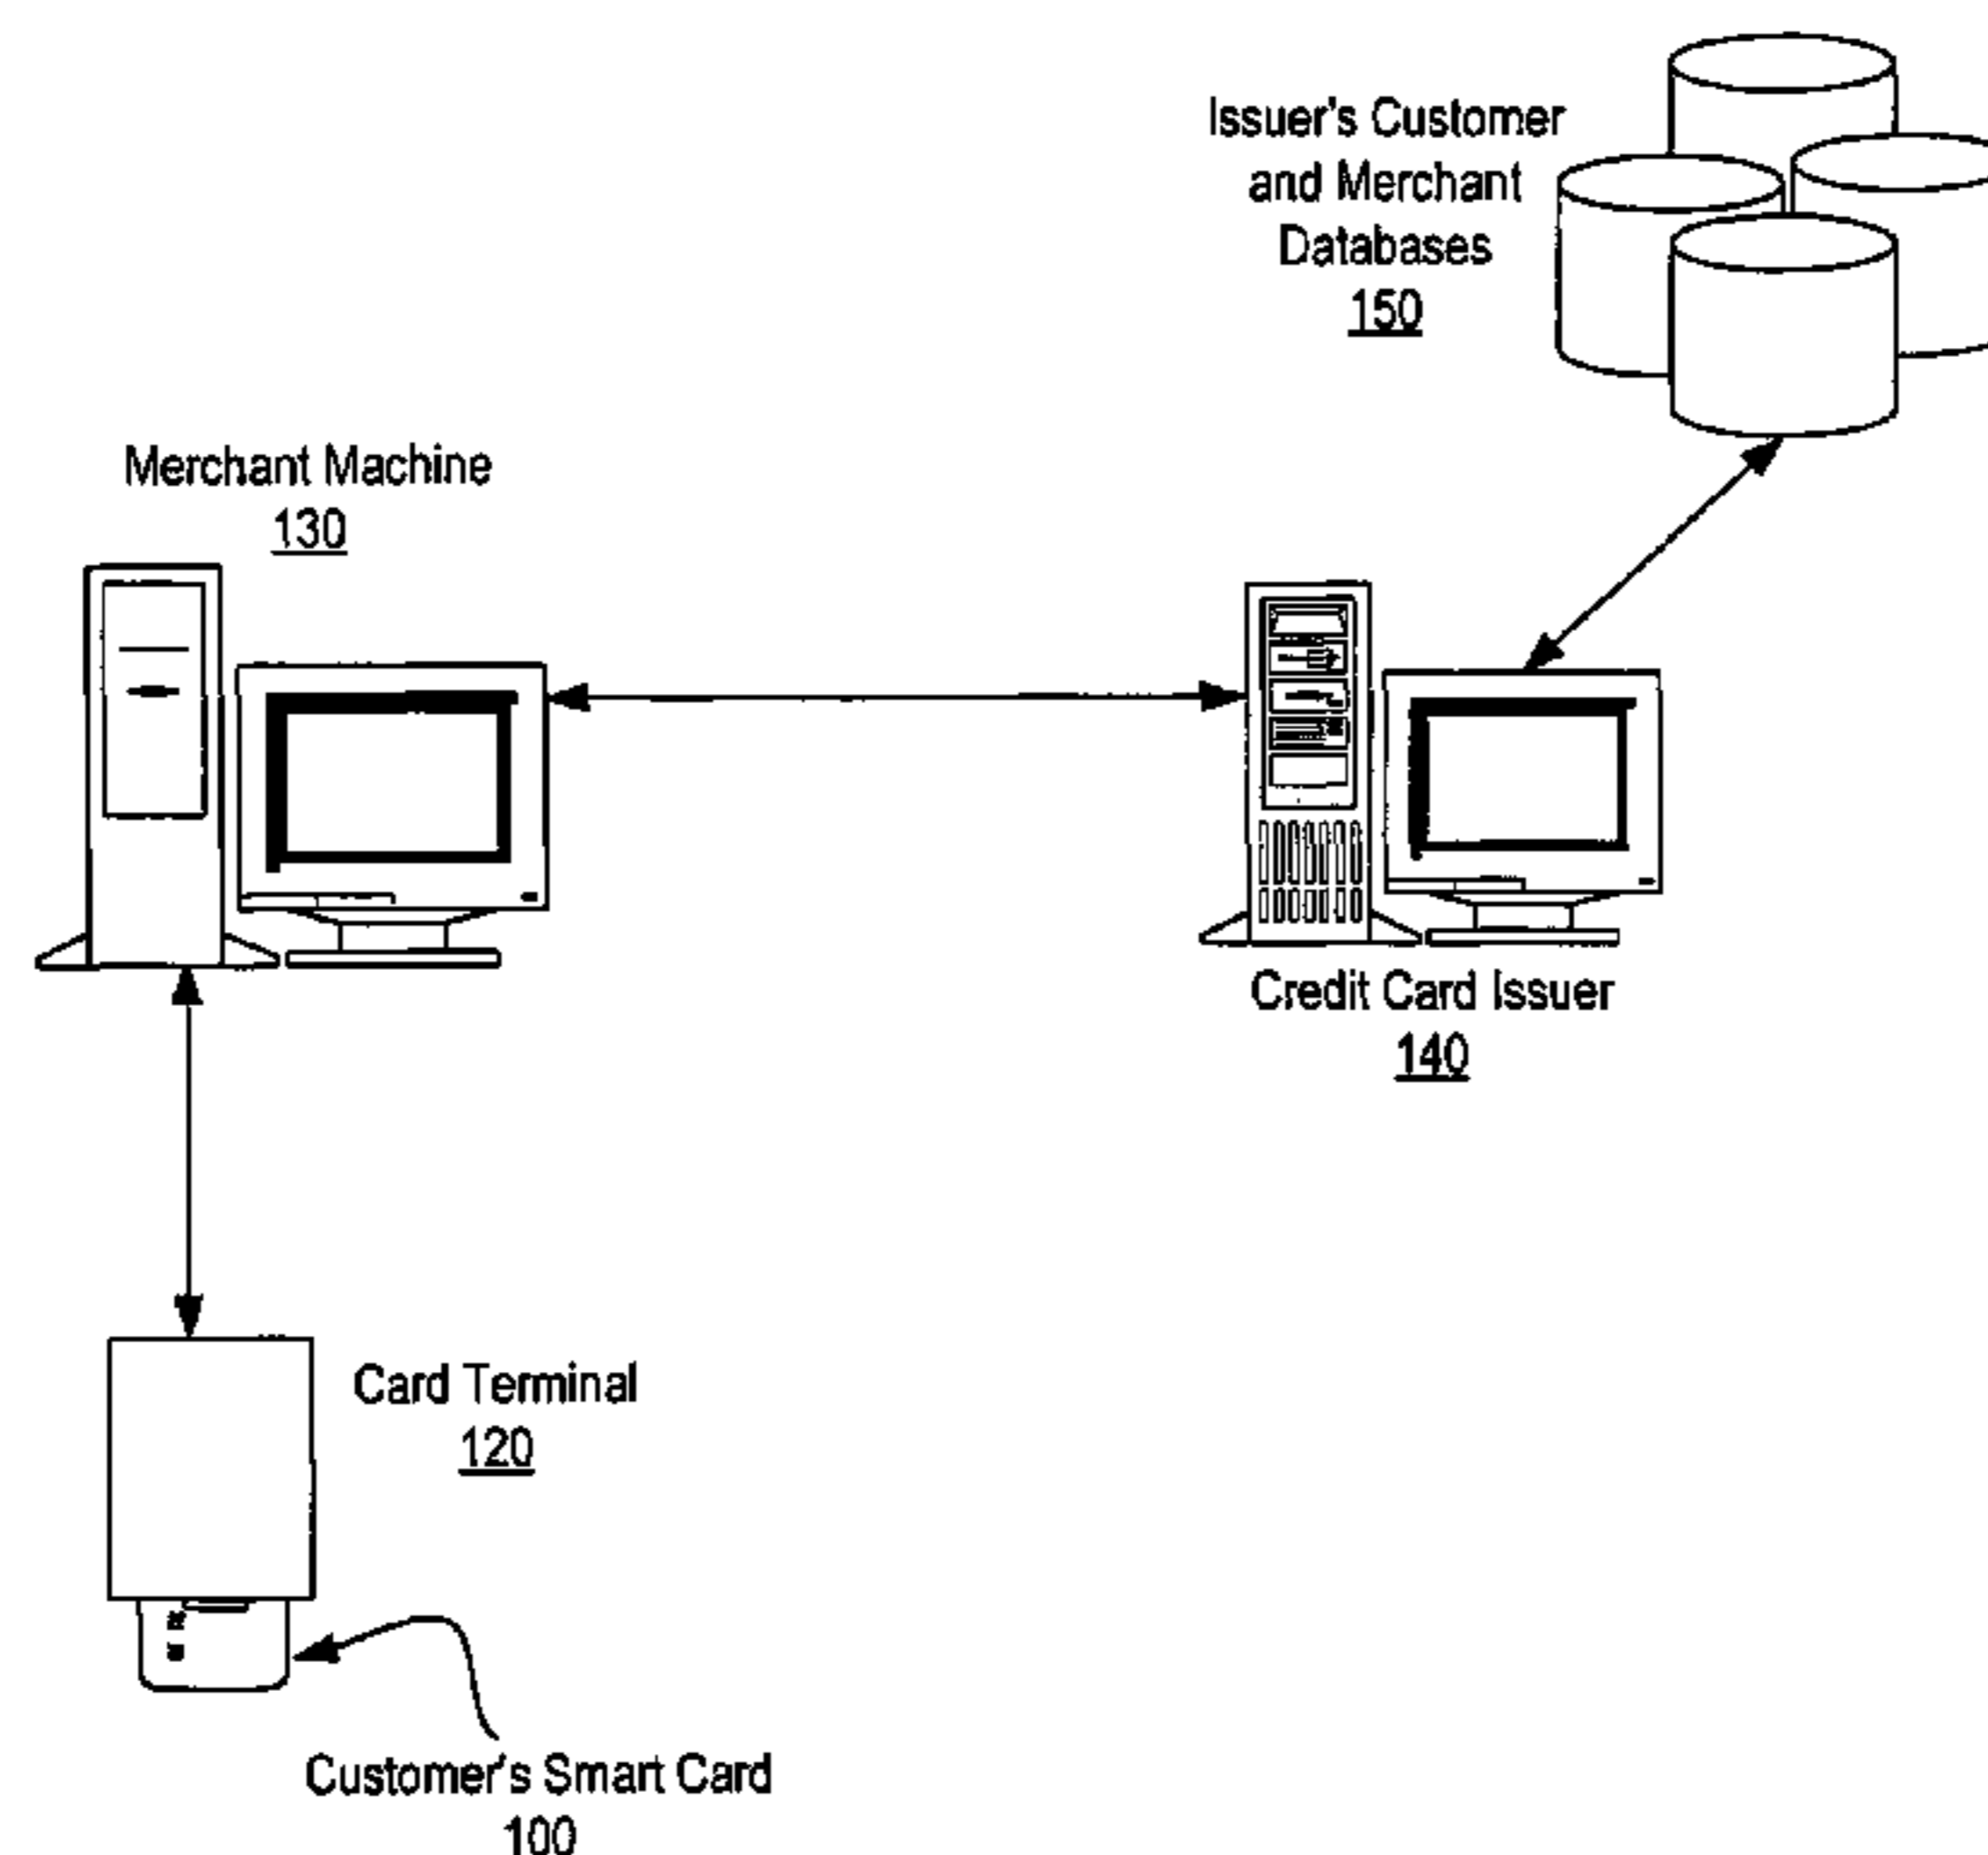 Issuer's Customer
and Merchant
Databases
150
Merchant Machine
130
Credit Card Issuer
140
Card Terminal
120
Customer's Smart Card
100